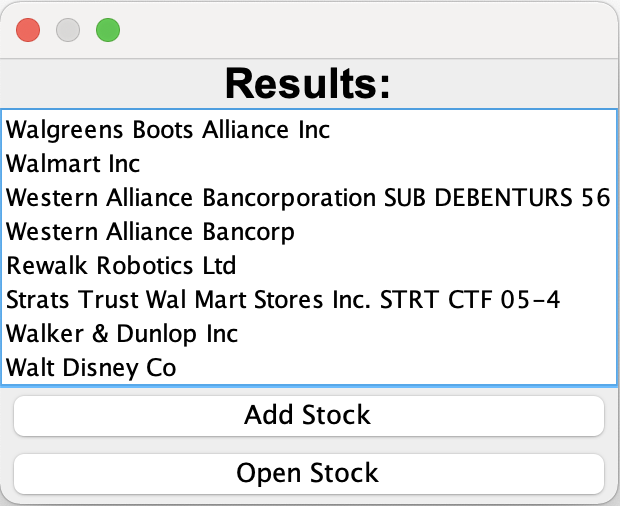 Results:
Walgreens Boots Alliance Inc
Walmart Inc
Western Alliance Bancorporation SUB DEBENTURS 56
Western Alliance Bancorp
Rewalk Robotics Ltd
Strats Trust Wal Mart Stores Inc. STRT CTF 05-4
Walker & Dunlop Inc
Walt Disney Co
Add Stock
Open Stock